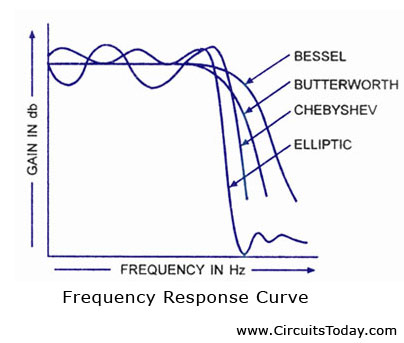 GAIN IN db
BESSEL
BUTTERWORTH
CHEBYSHEV
ELLIPTIC
FREQUENCY IN Hz
Frequency Response Curve
www.CircuitsToday.com